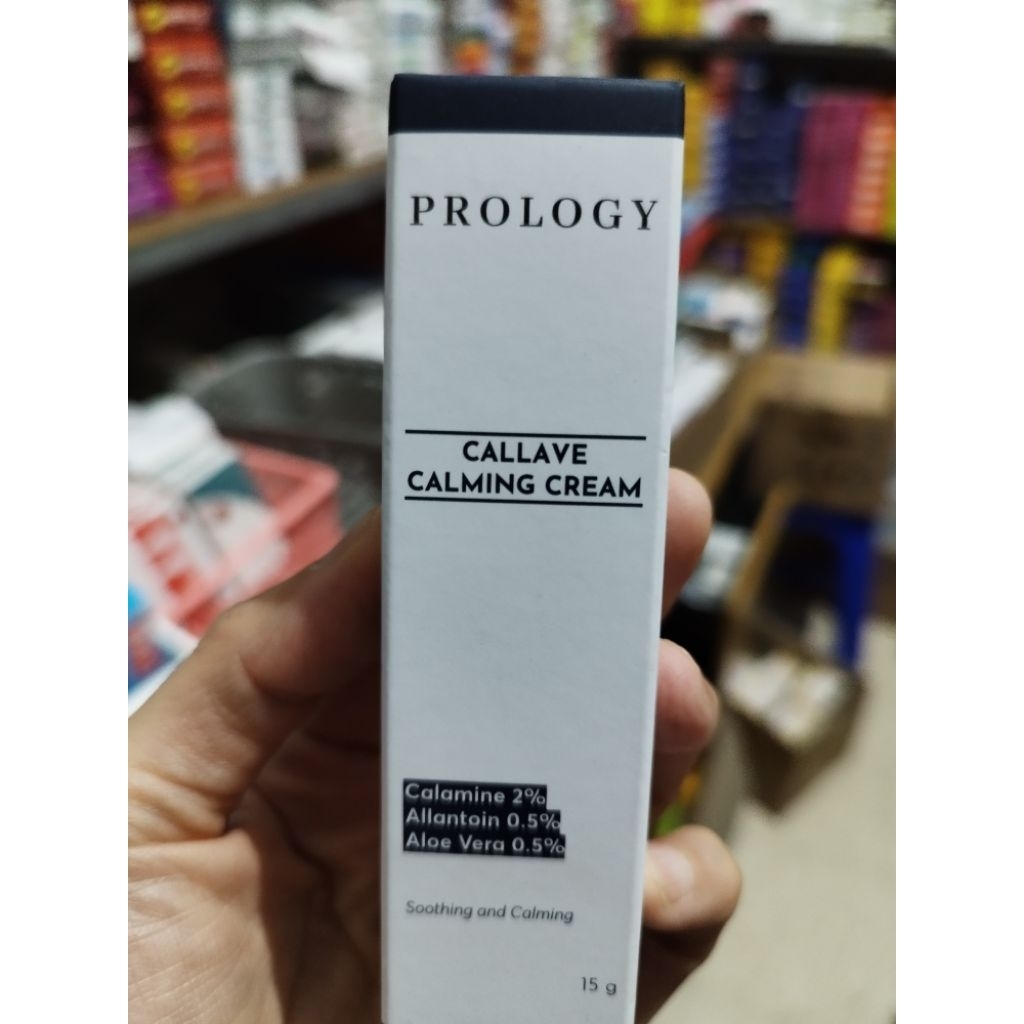 PROLOGY
CALLAVE
CALMING CREAM
Calamine 2%
Allantoin 0.5%
Aloe Vera 0.5%
Soothing and Calming
15 g